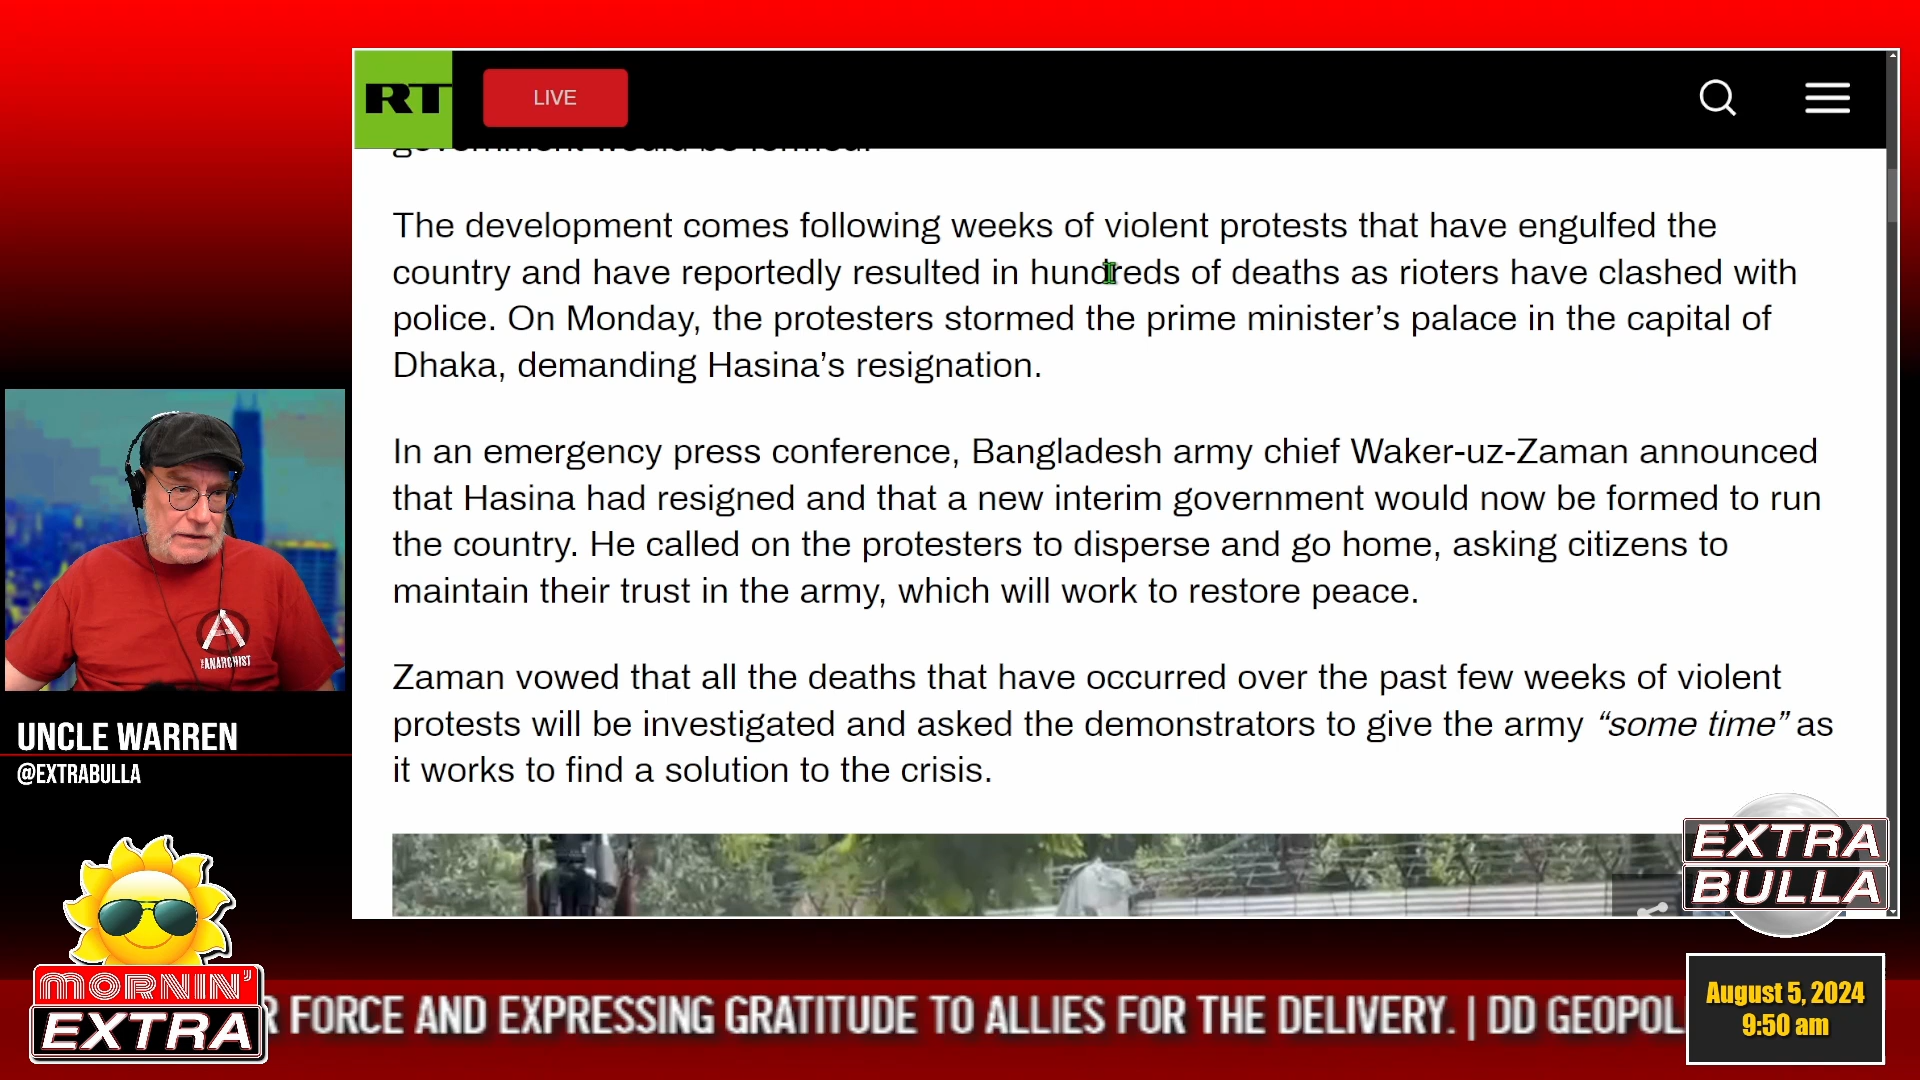 RT
LIVE
government would be formed.
The development comes following weeks of violent protests that have engulfed the
country and have reportedly resulted in hundreds of deaths as rioters have clashed with
police. On Monday, the protesters stormed the prime minister’s palace in the capital of
Dhaka, demanding Hasina’s resignation.
In an emergency press conference, Bangladesh army chief Waker-uz-Zaman announced
that Hasina had resigned and that a new interim government would now be formed to run
the country. He called on the protesters to disperse and go home, asking citizens to
maintain their trust in the army, which will work to restore peace.
Zaman vowed that all the deaths that have occurred over the past few weeks of violent
protests will be investigated and asked the demonstrators to give the army “some time” as
it works to find a solution to the crisis.
A
THE ANARCHIST
UNCLE WARREN
@EXTRABULLA
EXTRA
BULLA
MORNIN’
EXTRA
R FORCE AND EXPRESSING GRATITUDE TO ALLIES FOR THE DELIVERY. | DD GEOPOL
August 5, 2024
9:50 am